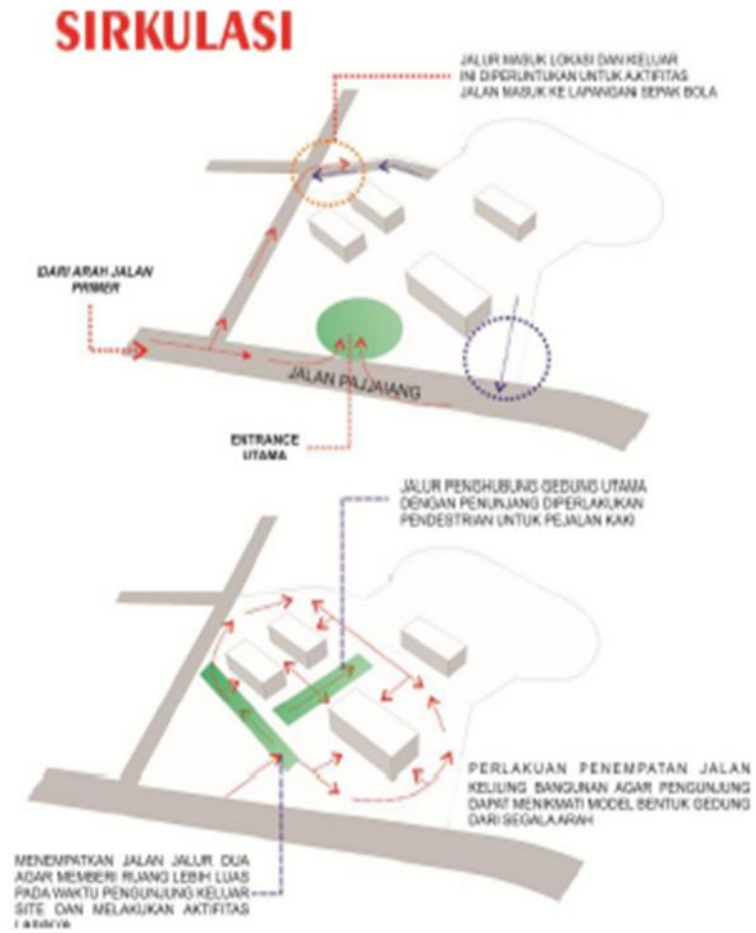 SIRKULASI
JALUR MASUK LOKASI DAN KELUAR
INI DIPERUNTUKAN UNTUK AKTIFITAS
JALAN MASUK KE LAPANGAN SEPAK BOLA
DARI ARAH JALAN
PRIMER
JALAN PAJJAIANG
ENTRANCE
UTAMA
JALUR PENGHUBUNG GEDUNG UTAMA
DENGAN PENUNJANG DIPERLAKUKAN
PENDESTRIAN UNTUK PEJALAN KAKI
PERLAKUAN PENEMPATAN JALAN
KELILING BANGUNAN AGAR PENGUNJUNG
DAPAT MENIKMATI MODEL BENTUK GEDUNG
DARI SEGALA ARAH
MENEMPATKAN JALAN JALUR DUA
AGAR MEMBERI RUANG LEBIH LUAS
PADA WAKTU PENGUNJUNG KELUAR
SITE DAN MELAKUKAN AKTIFITAS